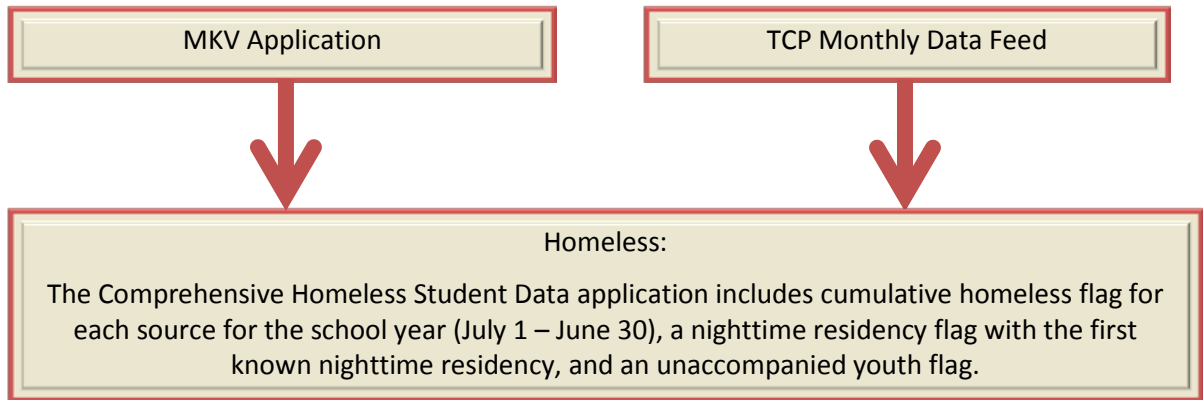 MKV Application
TCP Monthly Data Feed
Homeless:
The Comprehensive Homeless Student Data application includes cumulative homeless flag for
each source for the school year (July 1 – June 30), a nighttime residency flag with the first
known nighttime residency, and an unaccompanied youth flag.